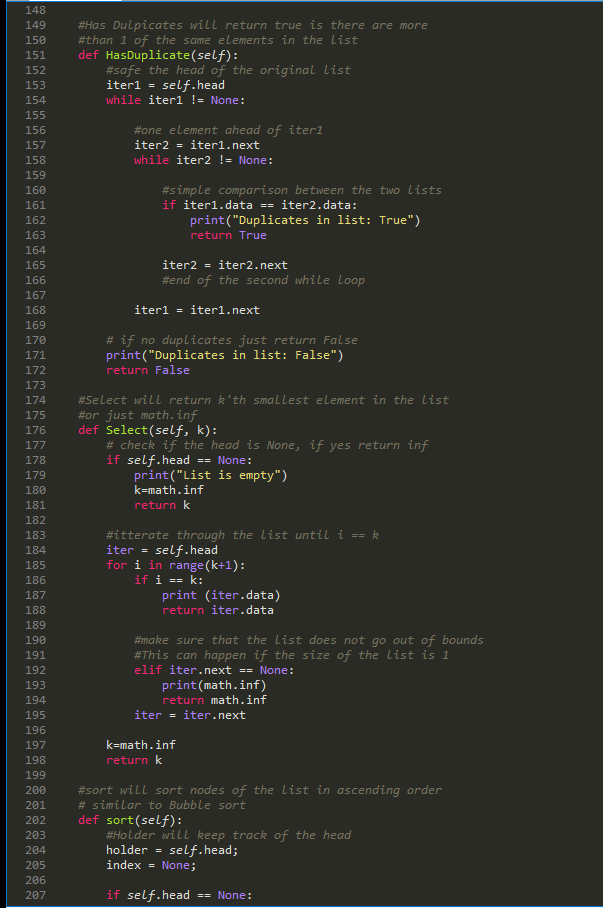 148
149 #Has Dulpicates will return true is there are more
150 #than 1 of the same elements in the list
151 def HasDuplicate(self):
152 #safe the head of the original list
153 iter1 = self.head
154 while iter1 != None:
155
156 #one element ahead of iter1
157 iter2 = iter1.next
158 while iter2 != None:
159
160 #simple comparison between the two lists
161 if iter1.data == iter2.data:
162 print("Duplicates in list: True")
163 return True
164
165 iter2 = iter2.next
166 #end of the second while loop
167
168 iter1 = iter1.next
169
170 # if no duplicates just return False
171 print("Duplicates in list: False")
172 return False
173
174 #Select will return k'th smallest element in the list
175 #or just math.inf
176 def Select(self, k):
177 # check if the head is None, if yes return inf
178 if self.head == None:
179 print("List is empty")
180 k=math.inf
181 return k
182
183 #itterate through the list until i == k
184 iter = self.head
185 for i in range(k+1):
186 if i == k:
187 print (iter.data)
188 return iter.data
189
190 #make sure that the list does not go out of bounds
191 #This can happen if the size of the list is 1
192 elif iter.next == None:
193 print(math.inf)
194 return math.inf
195 iter = iter.next
196
197 k=math.inf
198 return k
199
200 #sort will sort nodes of the list in ascending order
201 # similar to Bubble sort
202 def sort(self):
203 #Holder will keep track of the head
204 holder = self.head;
205 index = None;
206
207 if self.head == None: